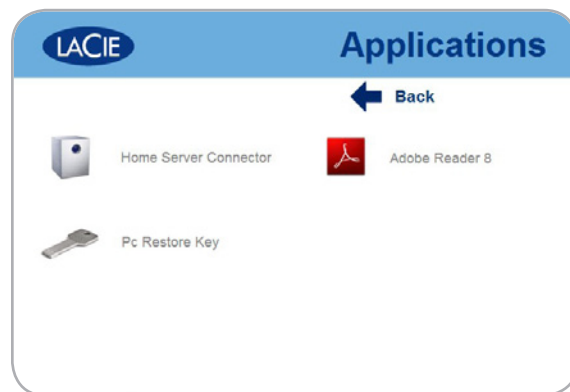 LACIE
Applications
Back
Home Server Connector
Adobe Reader 8
Pc Restore Key